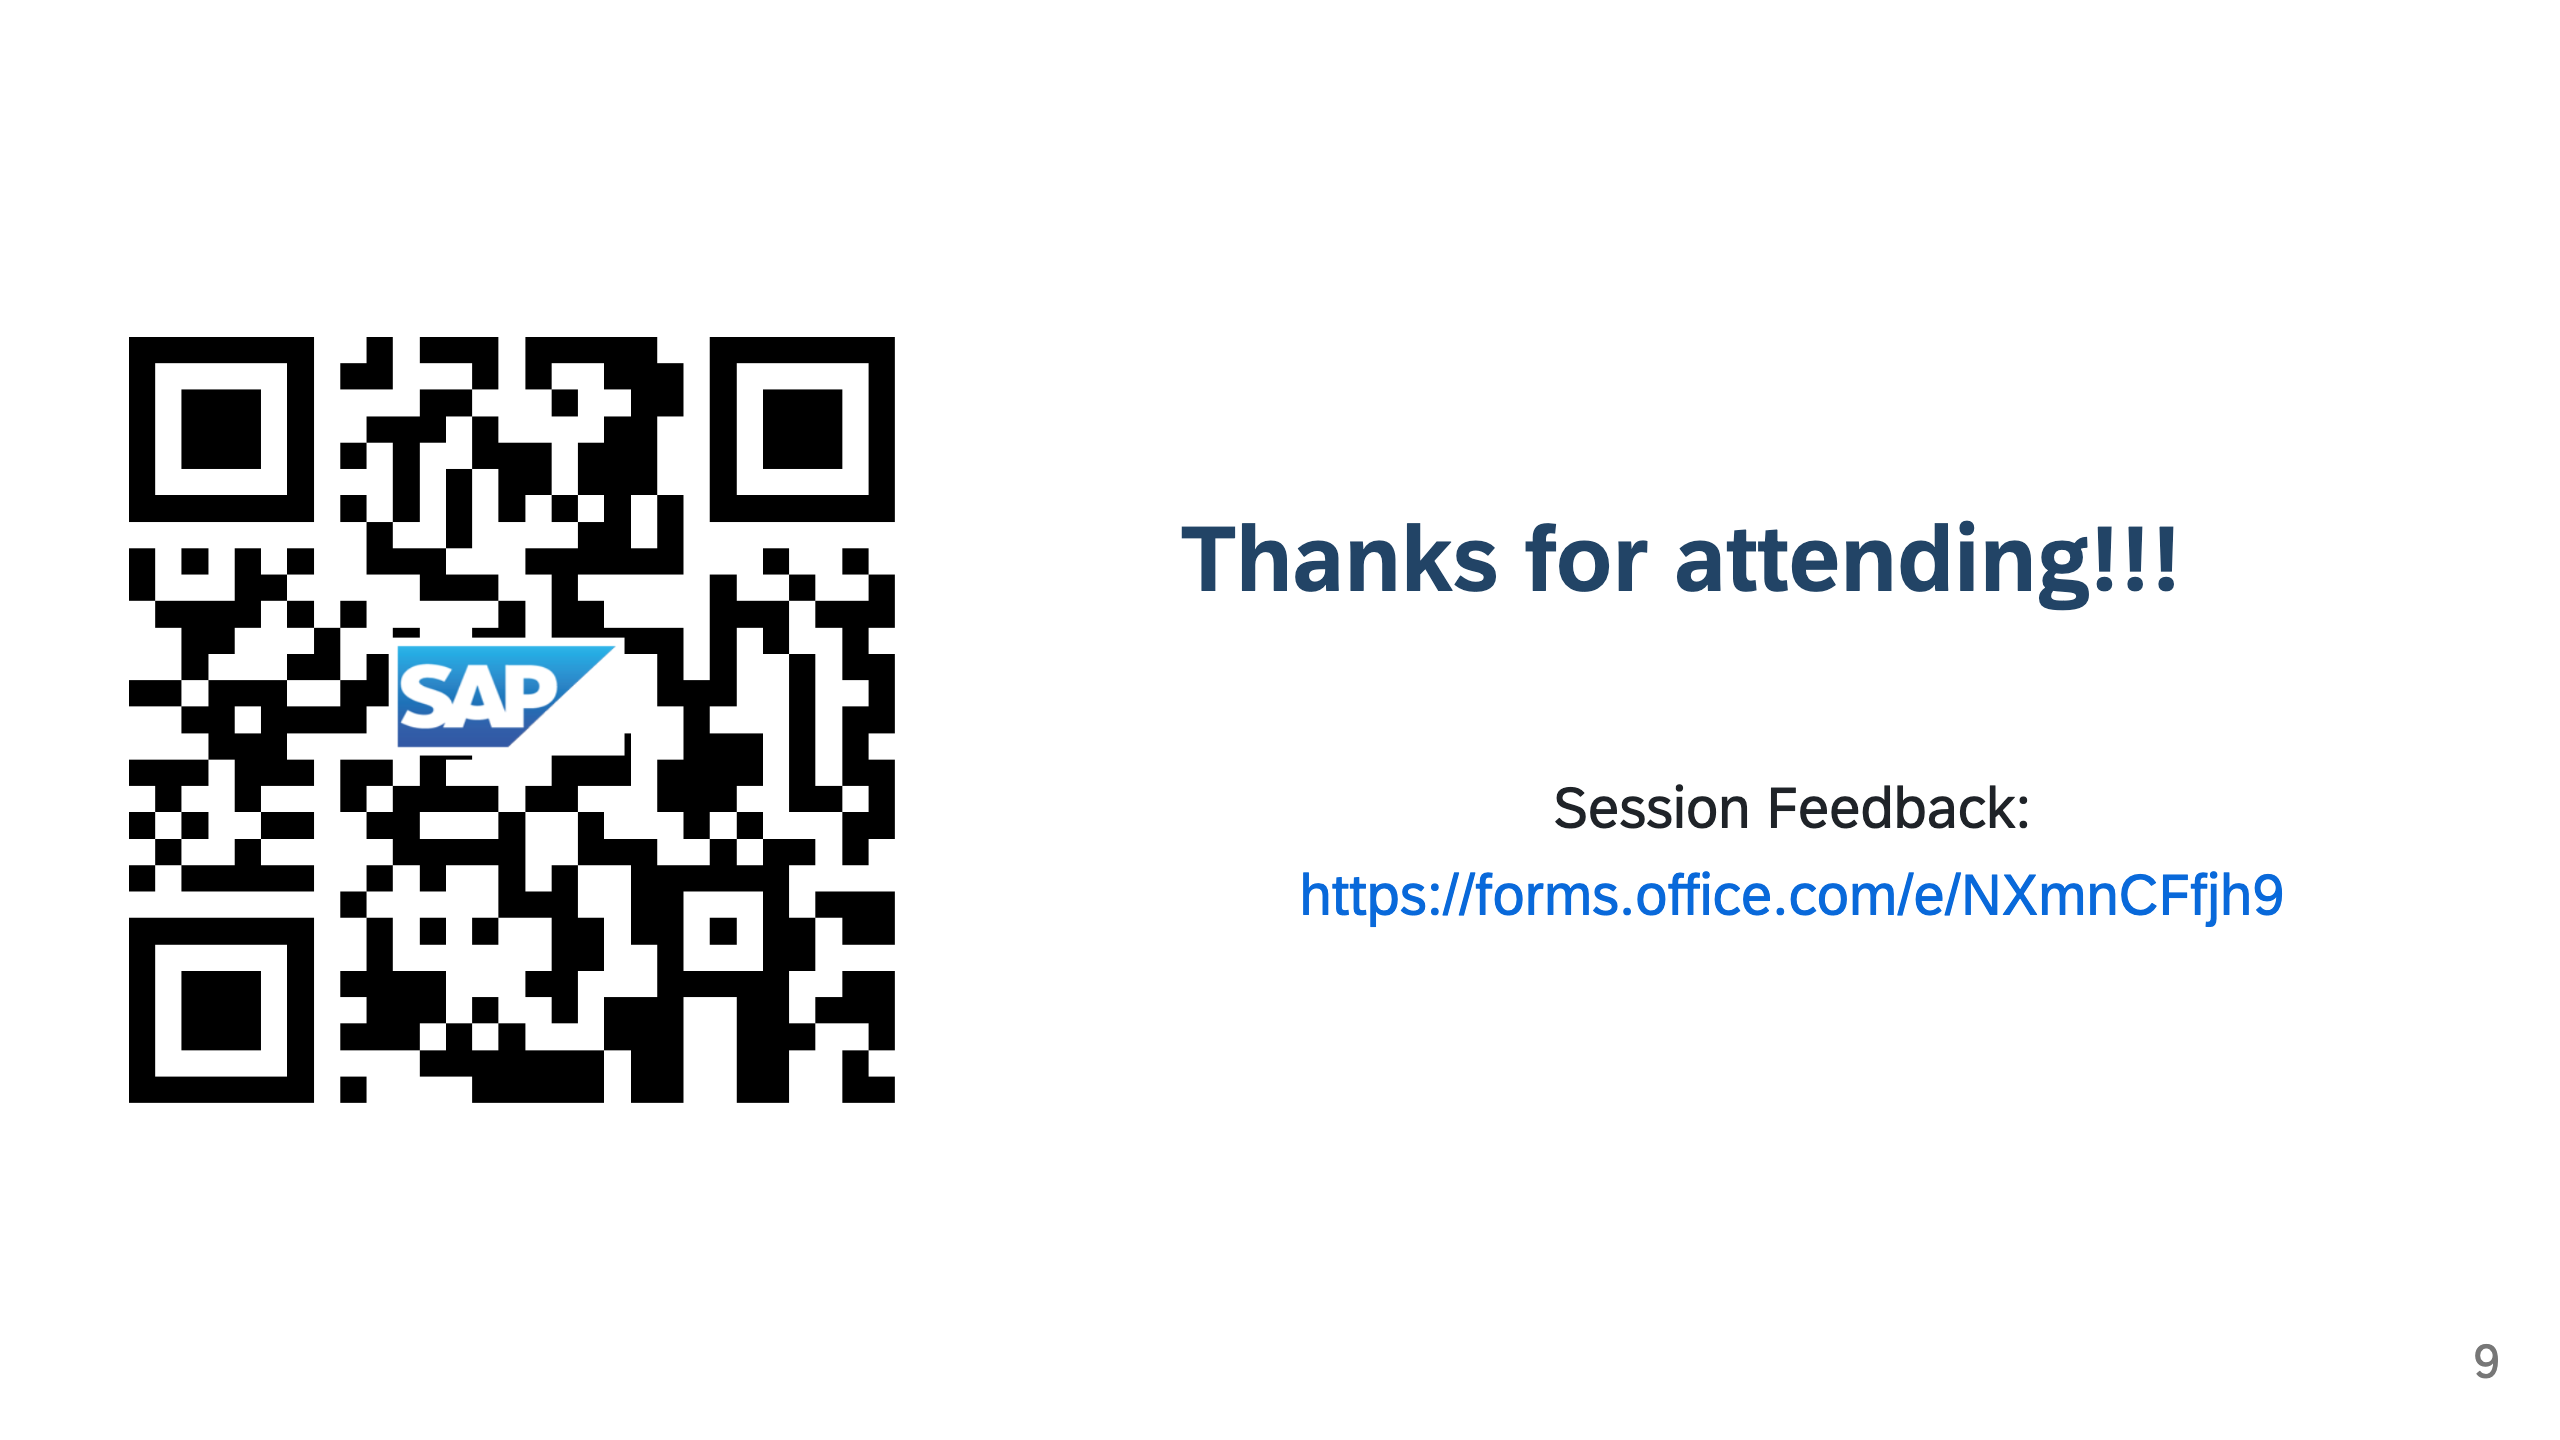 SAP
Thanks for attending!!!
Session Feedback:
https://forms.office.com/e/NXmnCFfjh9
9